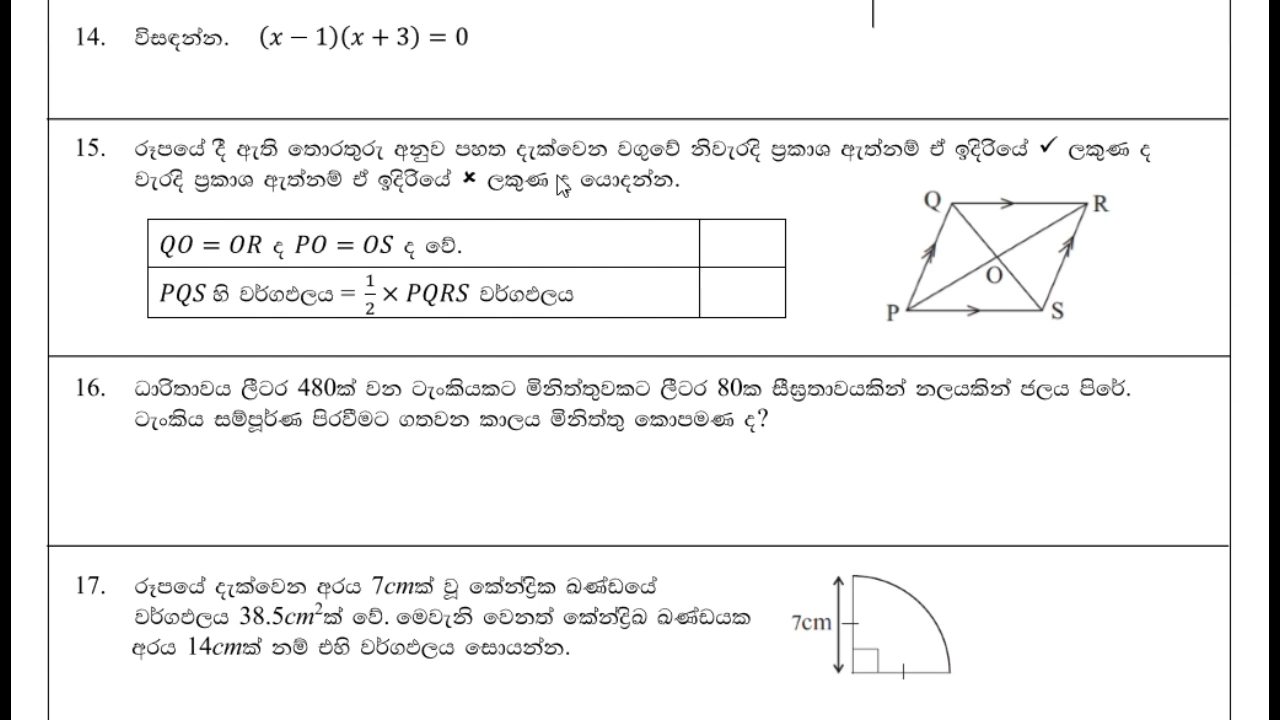 14. විසඳන්න. (x − 1)(x + 3) = 0
15. රූපයේ දී ඇති තොරතුරු අනුව පහත දැක්වෙන වගුවේ නිවැරදි ප්‍රකාශ ඇත්නම් ඒ ඉදිරියේ ✓ ලකුණ ද
වැරදි ප්‍රකාශ ඇත්නම් ඒ ඉදිරියේ ✗ ලකුණ ද යොදන්න.
QO = OR ද PO = OS ද වේ.
PQS හි වර්ගඵලය = 1/2 × PQRS වර්ගඵලය
Q R
O
P S
16. ධාරිතාවය ලීටර 480ක් වන ටැංකියකට මිනිත්තුවකට ලීටර 80ක සීඝ්‍රතාවයකින් නලයකින් ජලය පිරේ.
ටැංකිය සම්පූර්ණ පිරවීමට ගතවන කාලය මිනිත්තු කොපමණ ද?
17. රූපයේ දැක්වෙන අරය 7cmක් වූ කේන්ද්‍රික ඛණ්ඩයේ
වර්ගඵලය 38.5cm²ක් වේ. මෙවැනි වෙනත් කේන්ද්‍රිඛ ඛණ්ඩයක
අරය 14cmක් නම් එහි වර්ගඵලය සොයන්න.
7cm